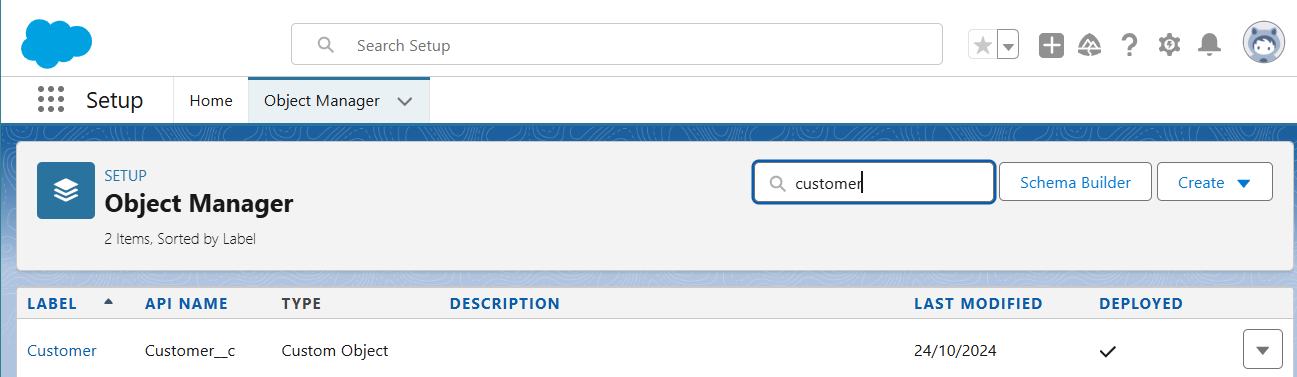 Search Setup
Setup Home Object Manager
SETUP
Object Manager
2 Items, Sorted by Label
customer
Schema Builder
Create
LABEL API NAME TYPE DESCRIPTION LAST MODIFIED DEPLOYED
Customer Customer__c Custom Object 24/10/2024